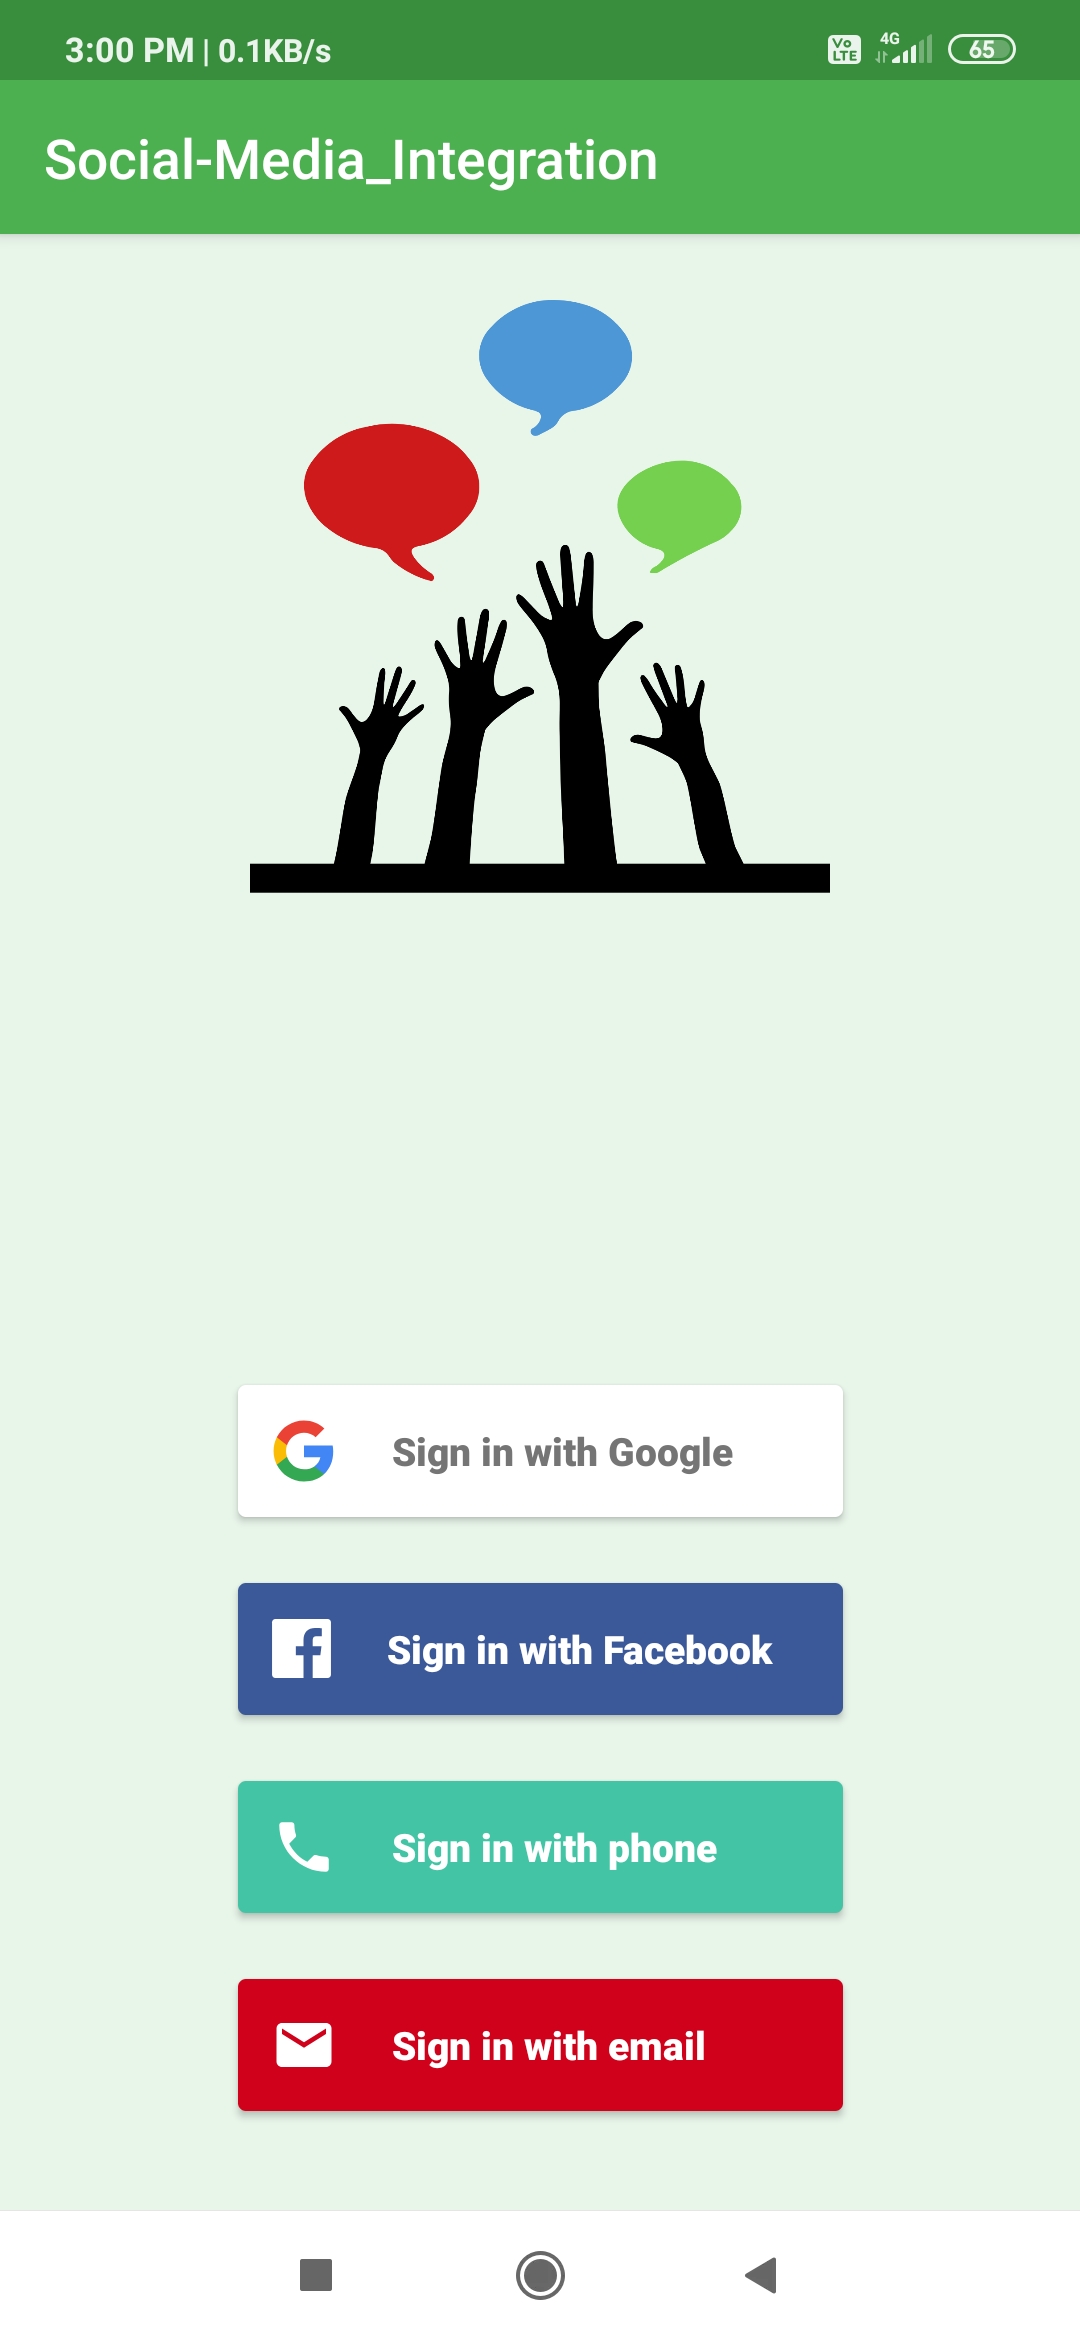 3:00 PM | 0.1KB/s
Vo LTE 4G 65
Social-Media_Integration
Sign in with Google
Sign in with Facebook
Sign in with phone
Sign in with email